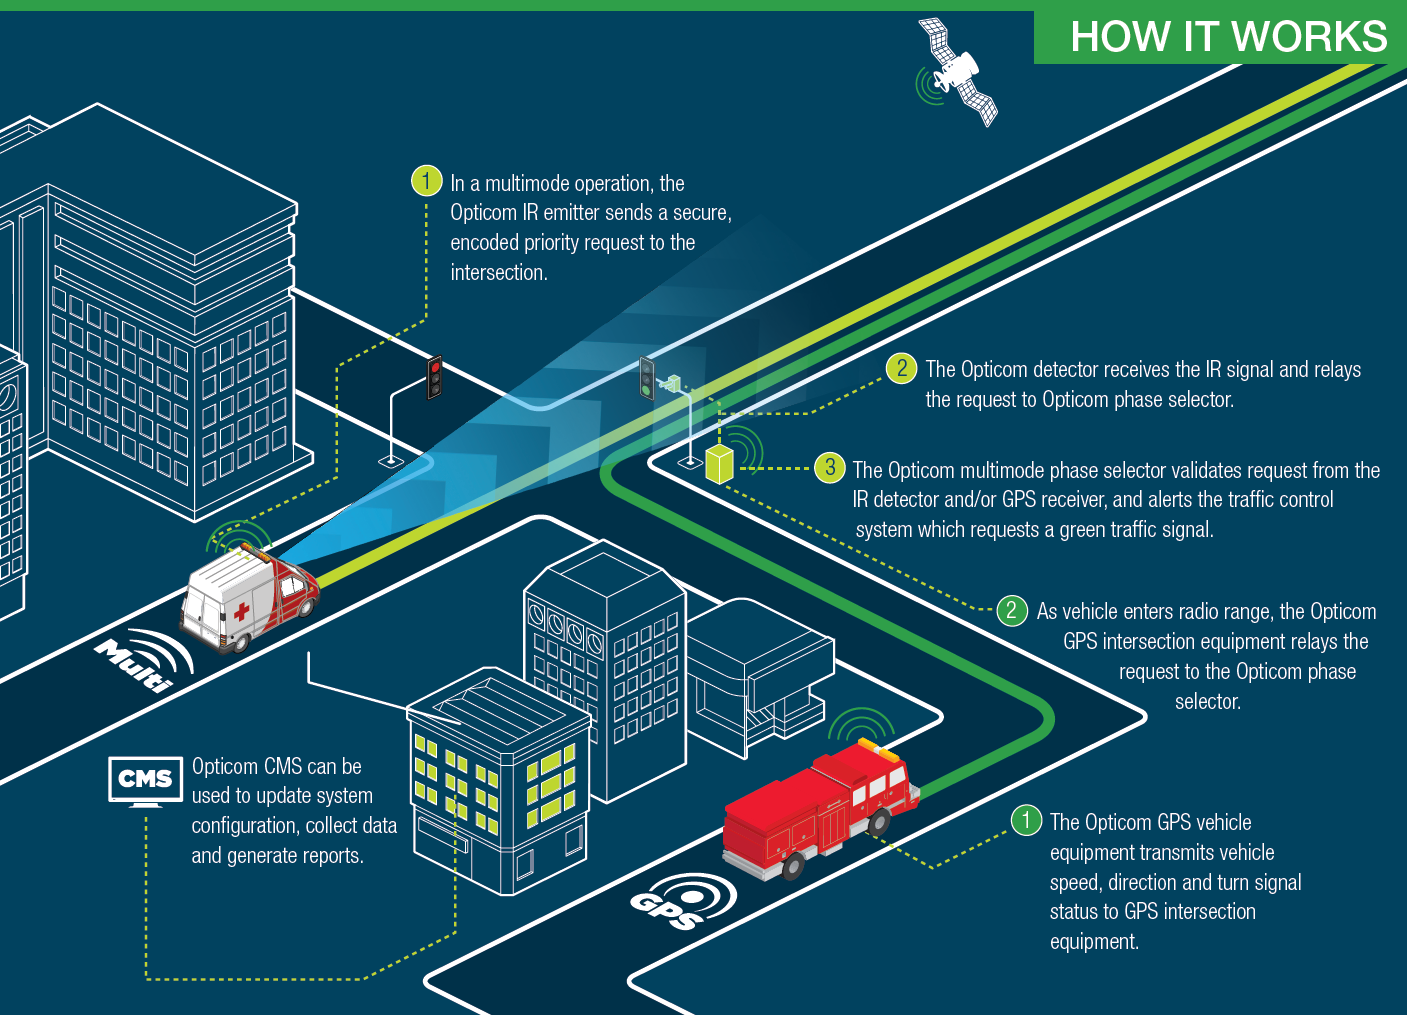 HOW IT WORKS
1
In a multimode operation, the
Opticom IR emitter sends a secure,
encoded priority request to the
intersection.
2
The Opticom detector receives the IR signal and relays
the request to Opticom phase selector.
3
The Opticom multimode phase selector validates request from the
IR detector and/or GPS receiver, and alerts the traffic control
system which requests a green traffic signal.
2
As vehicle enters radio range, the Opticom
GPS intersection equipment relays the
request to the Opticom phase
selector.
Multi
CMS
Opticom CMS can be
used to update system
configuration, collect data
and generate reports.
GPS
1
The Opticom GPS vehicle
equipment transmits vehicle
speed, direction and turn signal
status to GPS intersection
equipment.